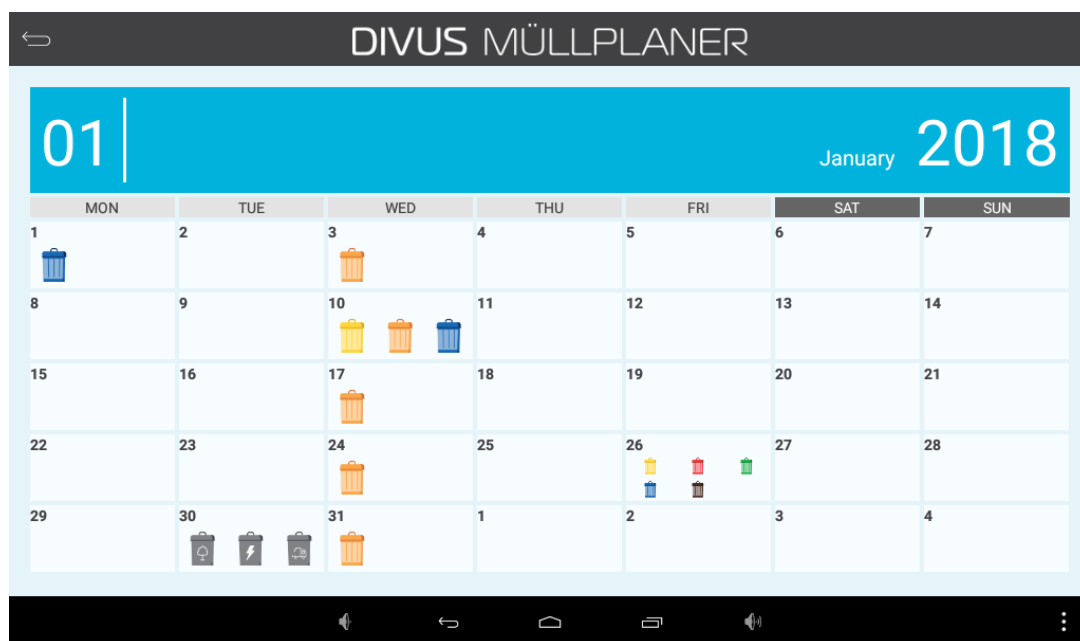 DIVUS MÜLLPLANER
01 January 2018
MON TUE WED THU FRI SAT SUN
1 2 3 4 5 6 7
8 9 10 11 12 13 14
15 16 17 18 19 20 21
22 23 24 25 26 27 28
29 30 31 1 2 3 4